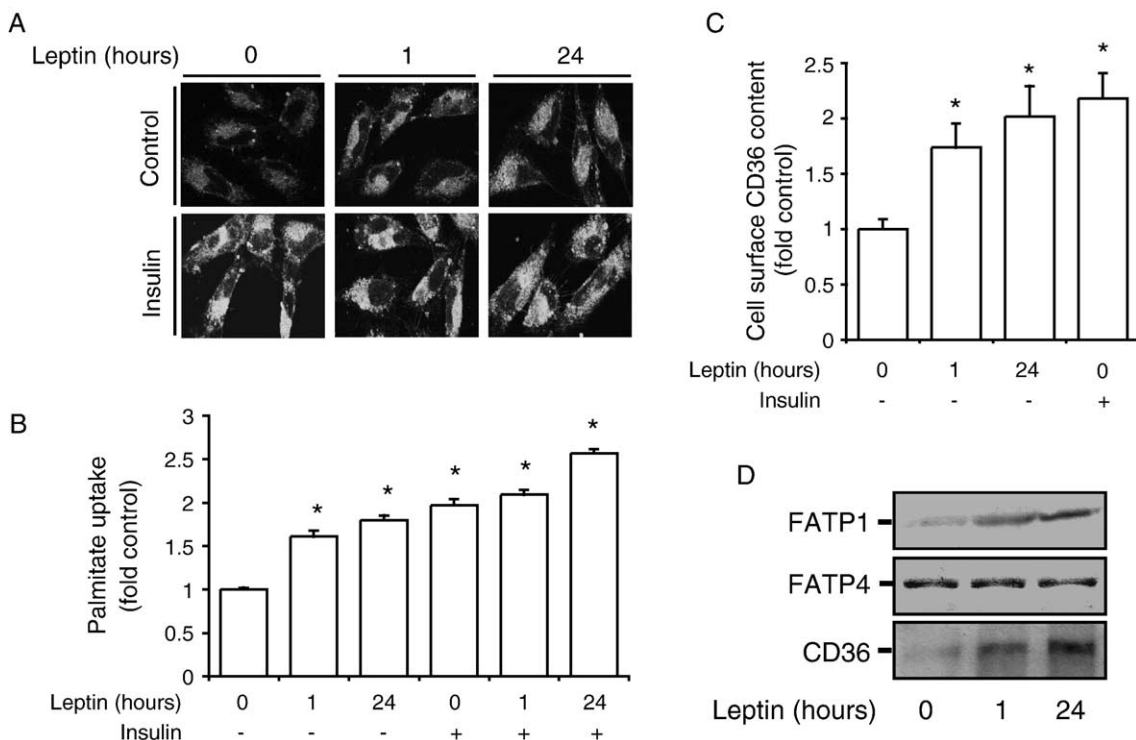 A
Leptin (hours) 0 1 24
Control
Insulin
B
Palmitate uptake
(fold control)
3
2.5
2
1.5
1
0.5
0
Leptin (hours) 0 1 24 0 1 24
Insulin - - - + + +
* * * * *
C
Cell surface CD36 content
(fold control)
2.5
2
1.5
1
0.5
0
* * *
Leptin (hours) 0 1 24 0
Insulin - - - +
D
FATP1
FATP4
CD36
Leptin (hours) 0 1 24